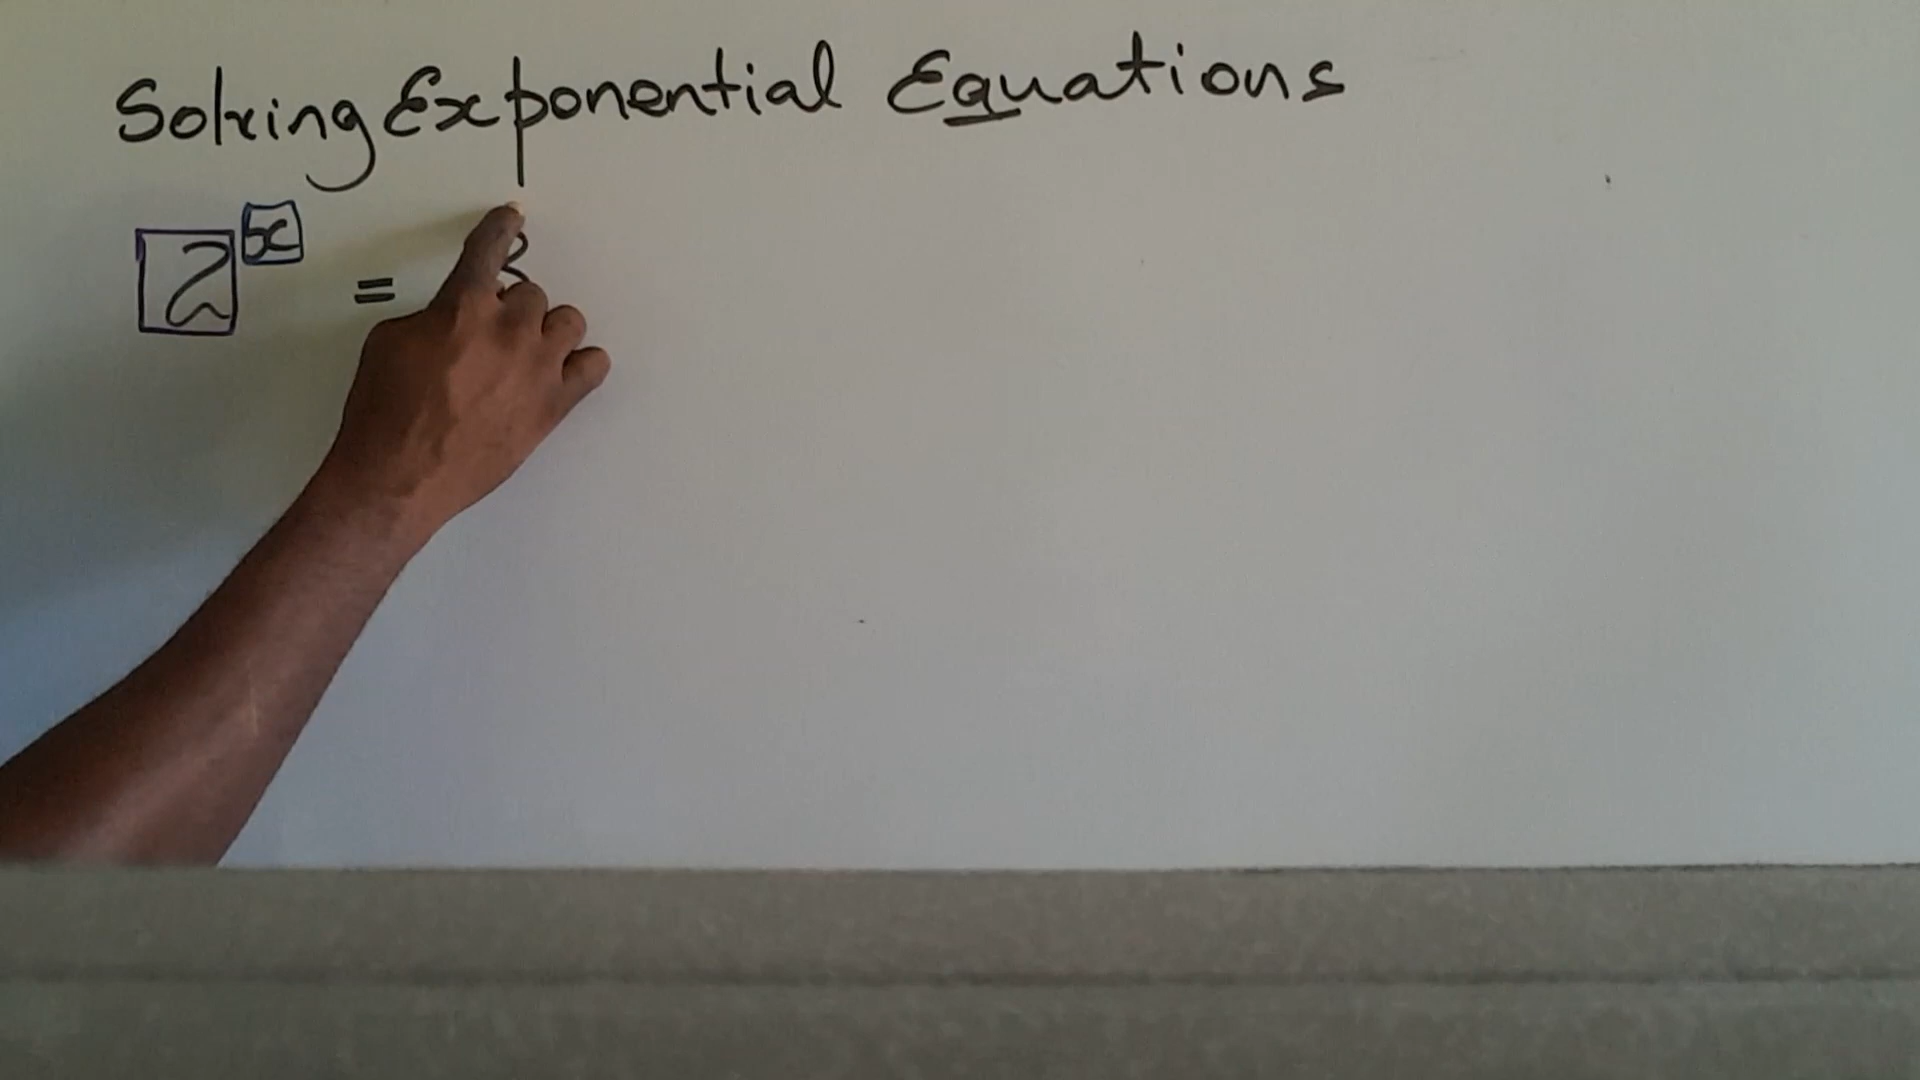 Solving Exponential Equations
2^x =